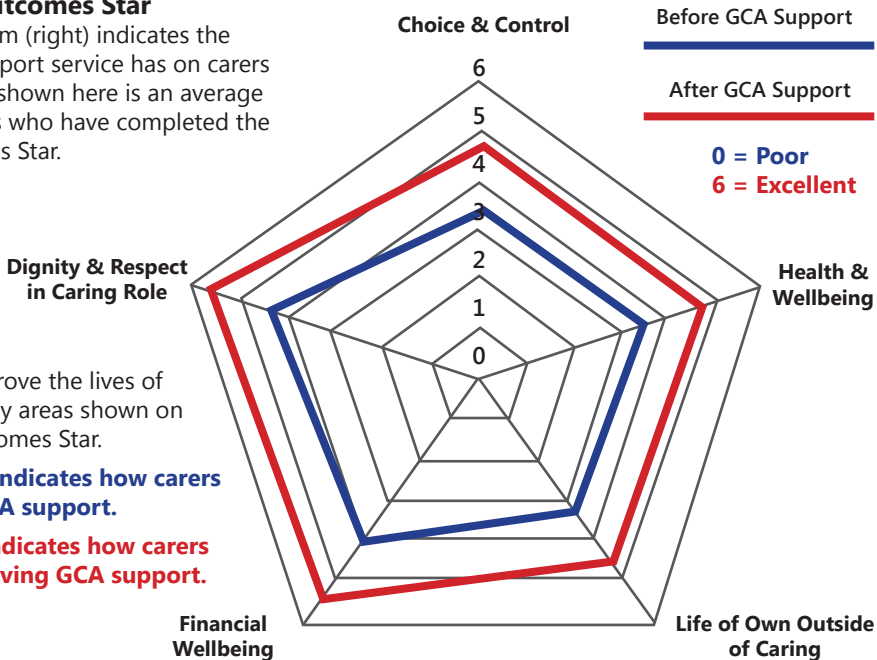 m (right) indicates the
port service has on carers
shown here is an average
who have completed the
s Star.
Choice & Control
Before GCA Support
After GCA Support
0 = Poor
6 = Excellent
6
5
4
3
2
1
0
Dignity & Respect
in Caring Role
Health &
Wellbeing
rove the lives of
y areas shown on
omes Star.
ndicates how carers
A support.
dicates how carers
ving GCA support.
Financial
Wellbeing
Life of Own Outside
of Caring